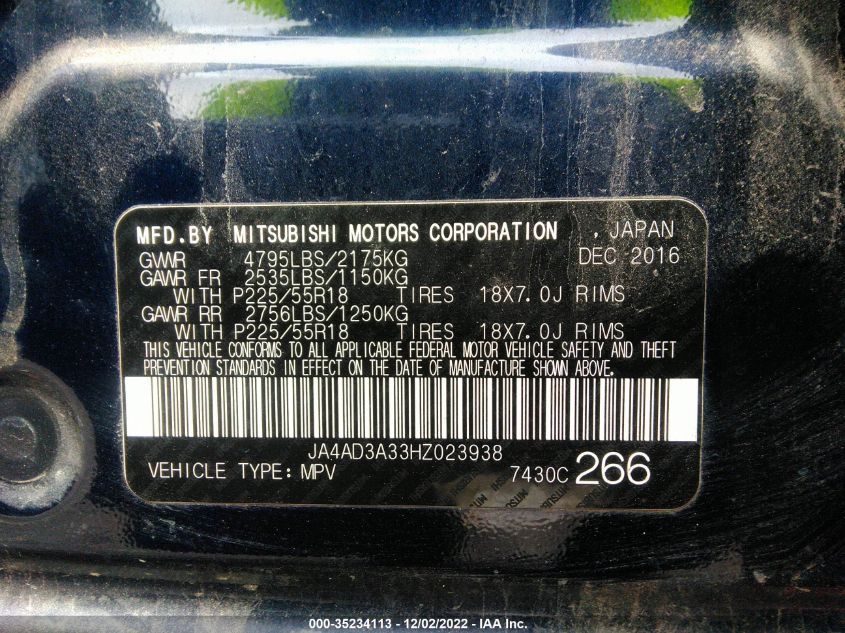 MFD.BY MITSUBISHI MOTORS CORPORATION , JAPAN
GVWR 4795LBS/2175KG DEC 2016
GAWR FR 2535LBS/1150KG
WITH P225/55R18 TIRES 18X7.0J RIMS
GAWR RR 2756LBS/1250KG
WITH P225/55R18 TIRES 18X7.0J RIMS
THIS VEHICLE CONFORMS TO ALL APPLICABLE FEDERAL MOTOR VEHICLE SAFETY AND THEFT
PREVENTION STANDARDS IN EFFECT ON THE DATE OF MANUFACTURE SHOWN ABOVE.
JA4AD3A33HZ023938
VEHICLE TYPE: MPV 7430C 266
000-35234113 - 12/02/2022 - IAA Inc.